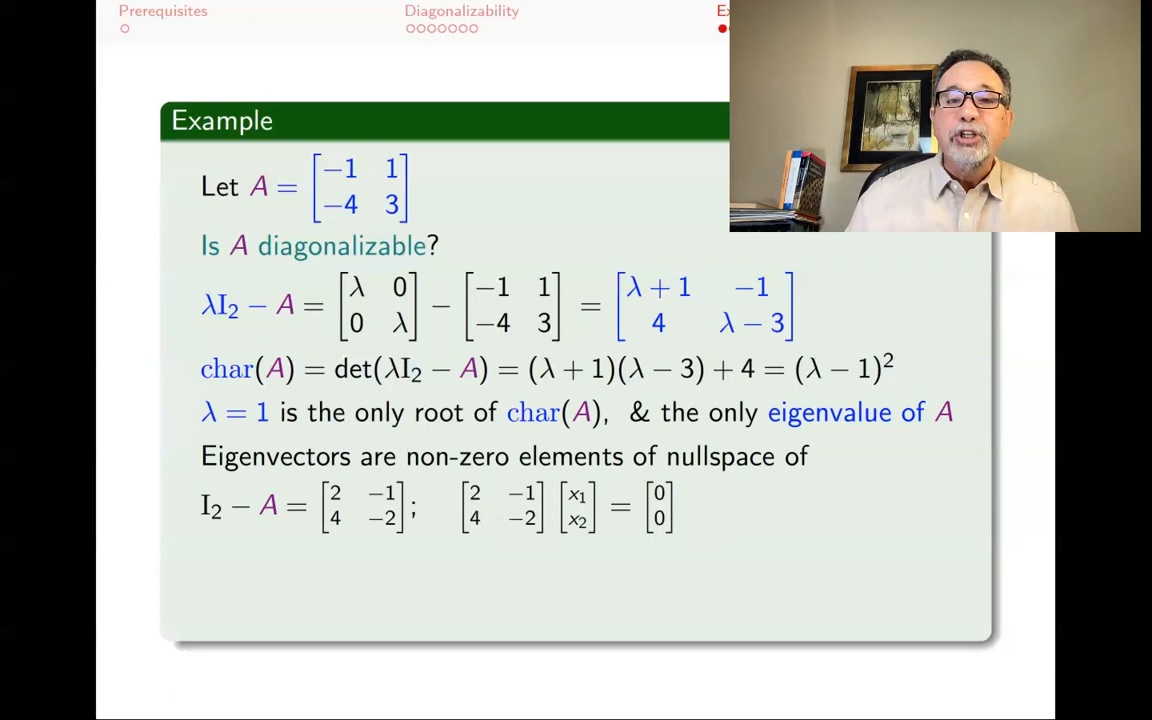 Prerequisites Diagonalizability Ex
Example
Let A = [−1 1; −4 3]
Is A diagonalizable?
λI₂ − A = [λ 0; 0 λ] − [−1 1; −4 3] = [λ + 1 −1; 4 λ − 3]
char(A) = det(λI₂ − A) = (λ + 1)(λ − 3) + 4 = (λ − 1)²
λ = 1 is the only root of char(A), & the only eigenvalue of A
Eigenvectors are non-zero elements of nullspace of
I₂ − A = [2 −1; 4 −2]; [2 −1; 4 −2] [x₁; x₂] = [0; 0]